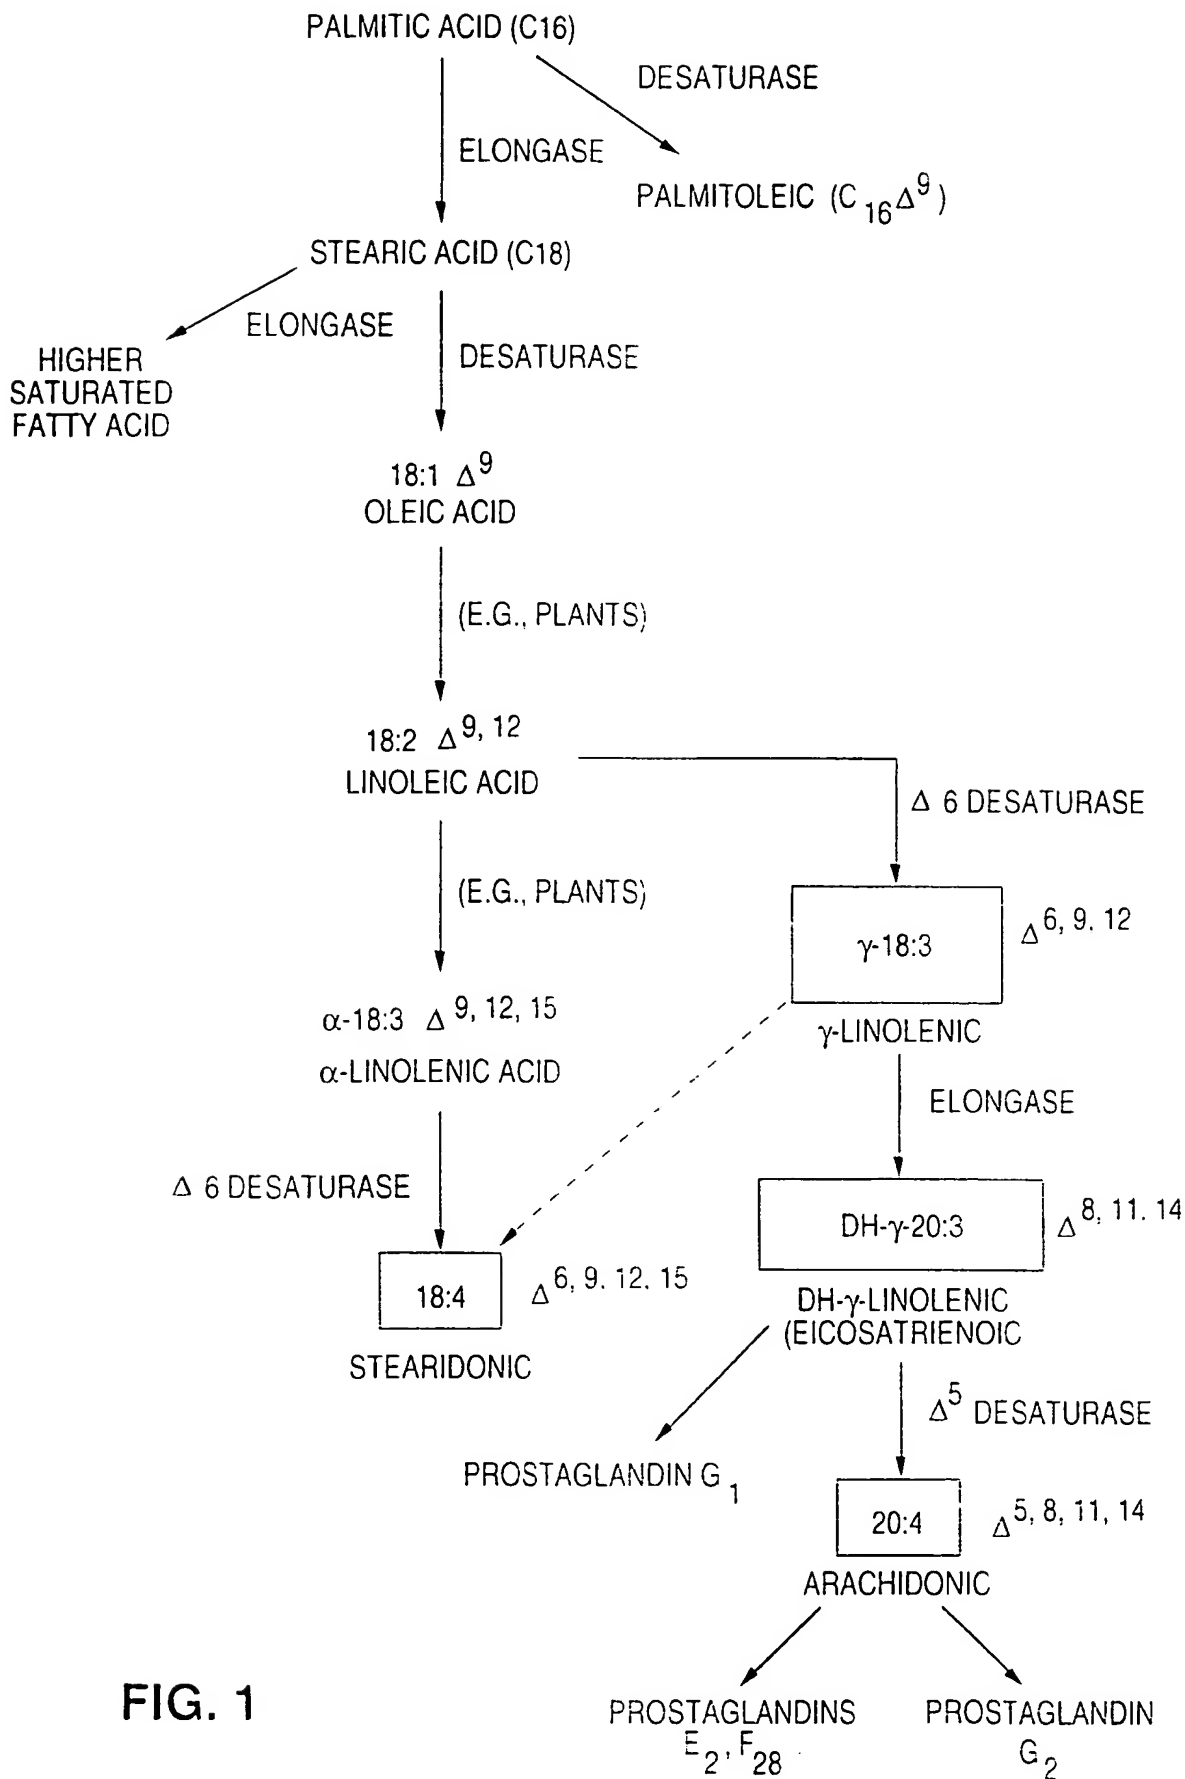 PALMITIC ACID (C16)
DESATURASE
ELONGASE
PALMITOLEIC (C₁₆Δ⁹)
STEARIC ACID (C18)
ELONGASE
DESATURASE
HIGHER
SATURATED
FATTY ACID
18:1 Δ⁹
OLEIC ACID
(E.G., PLANTS)
18:2 Δ⁹, ¹²
LINOLEIC ACID
Δ 6 DESATURASE
(E.G., PLANTS)
γ-18:3 Δ⁶, ⁹. ¹²
γ-LINOLENIC
α-18:3 Δ⁹, ¹², ¹⁵
α-LINOLENIC ACID
ELONGASE
Δ 6 DESATURASE
DH-γ-20:3 Δ⁸, ¹¹. ¹⁴
18:4 Δ⁶, ⁹. ¹². ¹⁵
DH-γ-LINOLENIC
(EICOSATRIENOIC
STEARIDONIC
Δ⁵ DESATURASE
PROSTAGLANDIN G₁
20:4 Δ⁵, ⁸, ¹¹, ¹⁴
ARACHIDONIC
PROSTAGLANDINS
E₂, F₂₈
PROSTAGLANDIN
G₂
FIG. 1